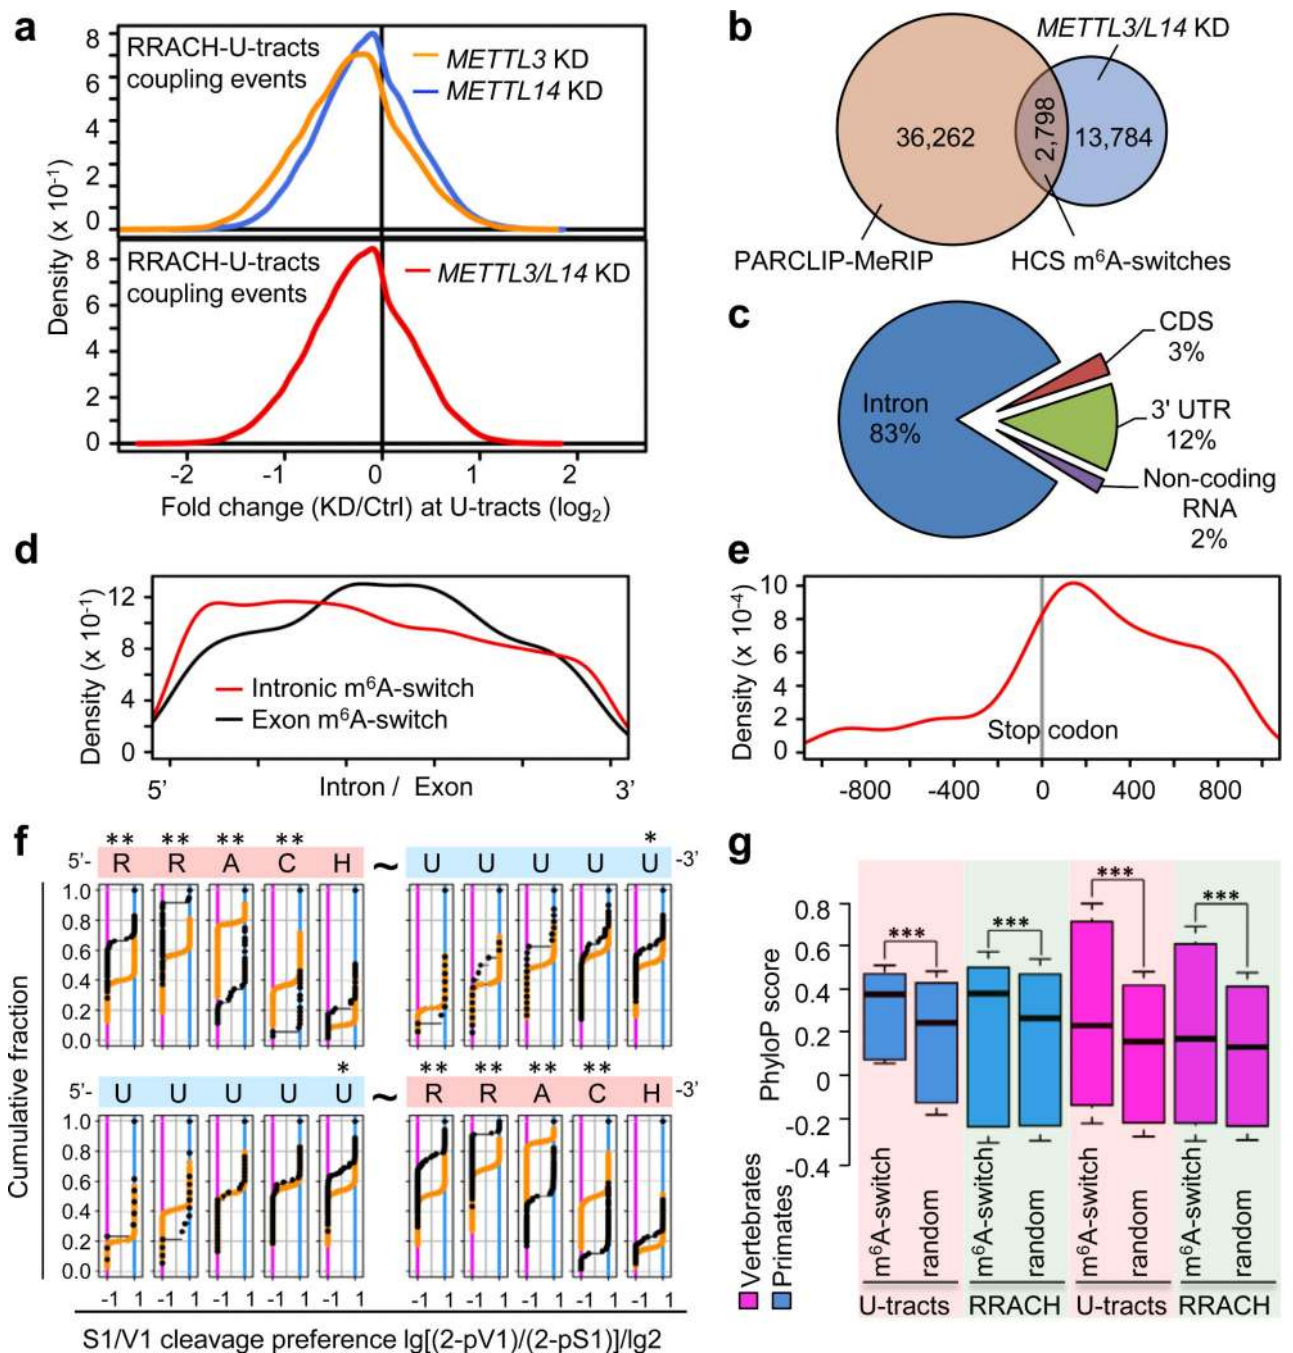 a
RRACH-U-tracts
coupling events
METTL3 KD
METTL14 KD
8
6
4
2
0
RRACH-U-tracts
coupling events
METTL3/L14 KD
8
6
4
2
0
Density (x 10⁻¹)
-2 -1 0 1 2
Fold change (KD/Ctrl) at U-tracts (log₂)
b
METTL3/L14 KD
36,262
2,798
13,784
PARCLIP-MeRIP
HCS m⁶A-switches
c
CDS
3%
Intron
83%
3' UTR
12%
Non-coding
RNA
2%
d
Density (x 10⁻¹)
12
8
4
0
Intronic m⁶A-switch
Exon m⁶A-switch
5’ Intron / Exon 3’
e
Density (x 10⁻⁴)
10
8
6
4
2
0
Stop codon
-800 -400 0 400 800
f
** ** ** ** *
5’- R R A C H ~ U U U U U -3’
1.0
0.8
0.6
0.4
0.2
0.0
* ** ** ** **
5’- U U U U U ~ R R A C H -3’
1.0
0.8
0.6
0.4
0.2
0.0
Cumulative fraction
-1 1 -1 1 -1 1 -1 1 -1 1 -1 1 -1 1 -1 1 -1 1 -1 1
S1/V1 cleavage preference lg[(2-pV1)/(2-pS1)]/lg2
g
*** *** *** ***
PhyloP score
0.8
0.6
0.4
0.2
0
-0.2
-0.4
m⁶A-switch random m⁶A-switch random m⁶A-switch random m⁶A-switch random
U-tracts RRACH U-tracts RRACH
Vertebrates
Primates